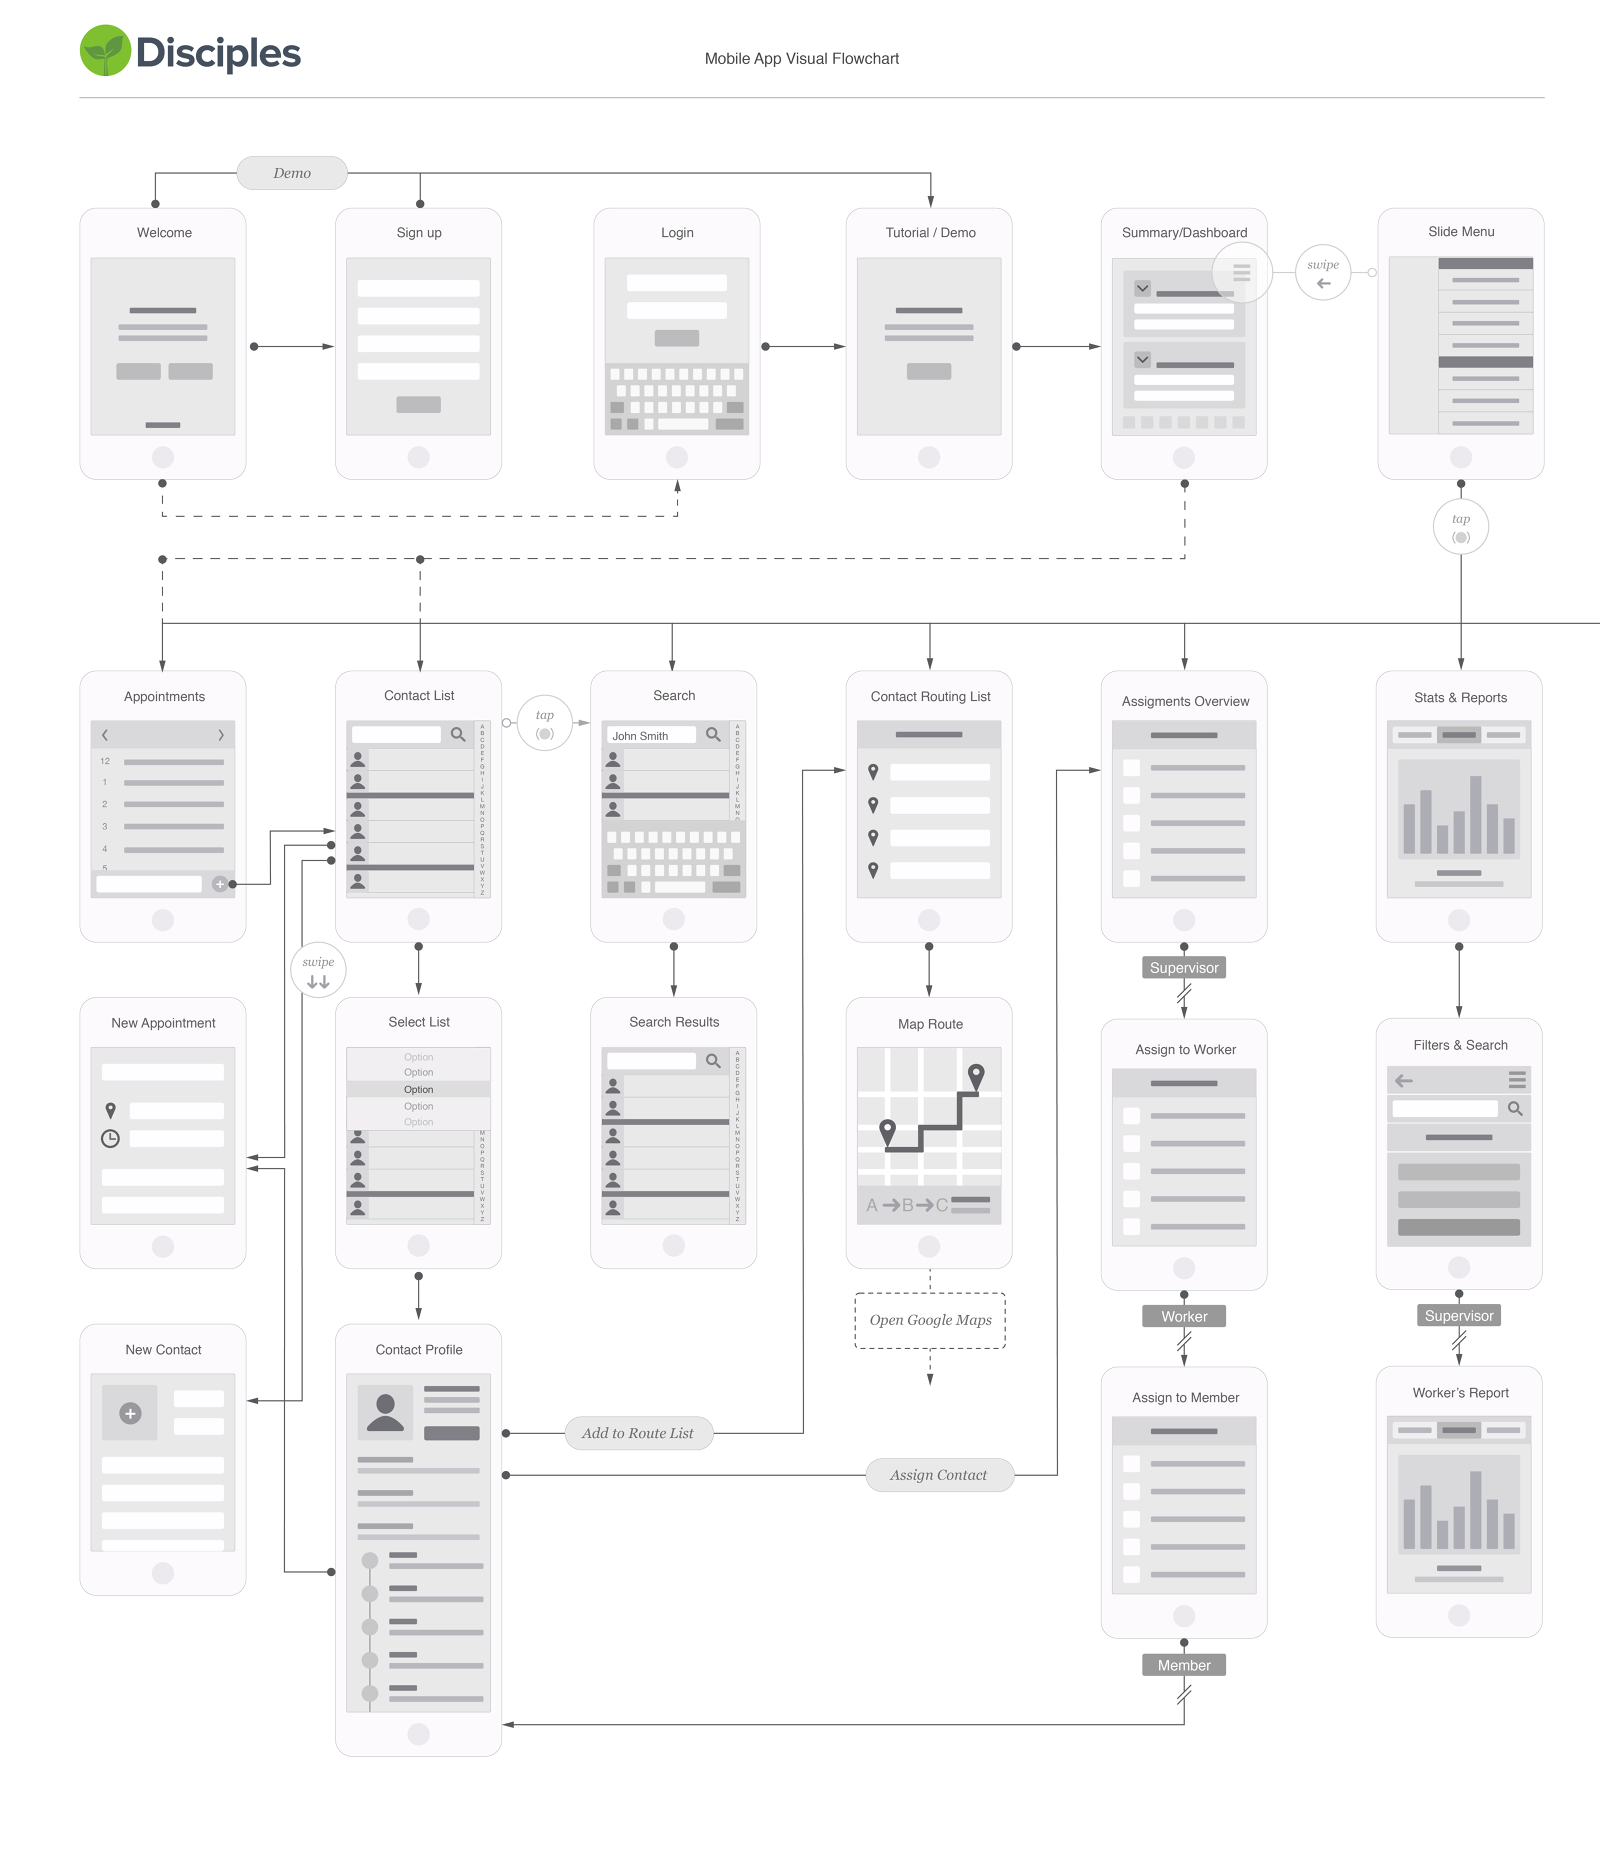 Disciples
Mobile App Visual Flowchart
Demo
Welcome
Sign up
Login
Tutorial / Demo
Summary/Dashboard
swipe
Slide Menu
tap
Appointments
12
1
2
3
4
5
Contact List
A
B
C
D
E
F
G
H
I
J
K
L
M
N
O
P
Q
R
S
T
U
V
W
X
Y
Z
tap
Search
John Smith
A
B
C
D
E
F
G
H
I
J
K
L
M
N
Contact Routing List
Assigments Overview
Stats & Reports
swipe
Supervisor
New Appointment
Select List
Option
Option
Option
Option
Option
M
N
O
P
Q
R
S
T
U
V
W
X
Y
Z
Search Results
A
B
C
D
E
F
G
H
I
J
K
L
M
N
O
P
Q
R
S
T
U
V
W
X
Y
Z
Map Route
A B C
Assign to Worker
Filters & Search
Open Google Maps
Worker
Supervisor
New Contact
Contact Profile
Add to Route List
Assign Contact
Assign to Member
Worker's Report
Member